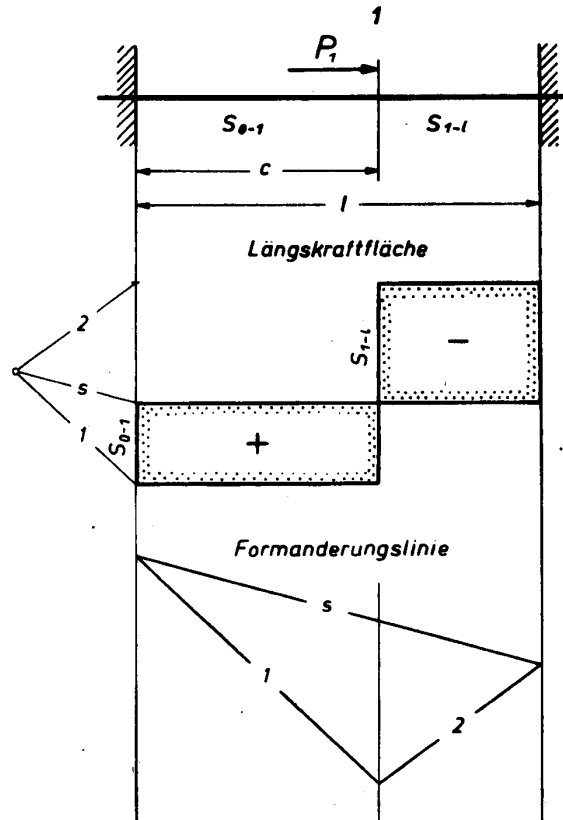 1
P₁
S₀₋₁
S₁₋ₗ
c
l
Längskraftfläche
2
s
1
S₀₋₁
S₁₋ₗ
+
−
Formanderungslinie
s
1
2